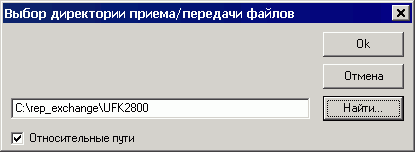 Выбор директории приема/передачи файлов
Ok
Отмена
C:\rep_exchange\UFK2800
Найти...
Относительные пути